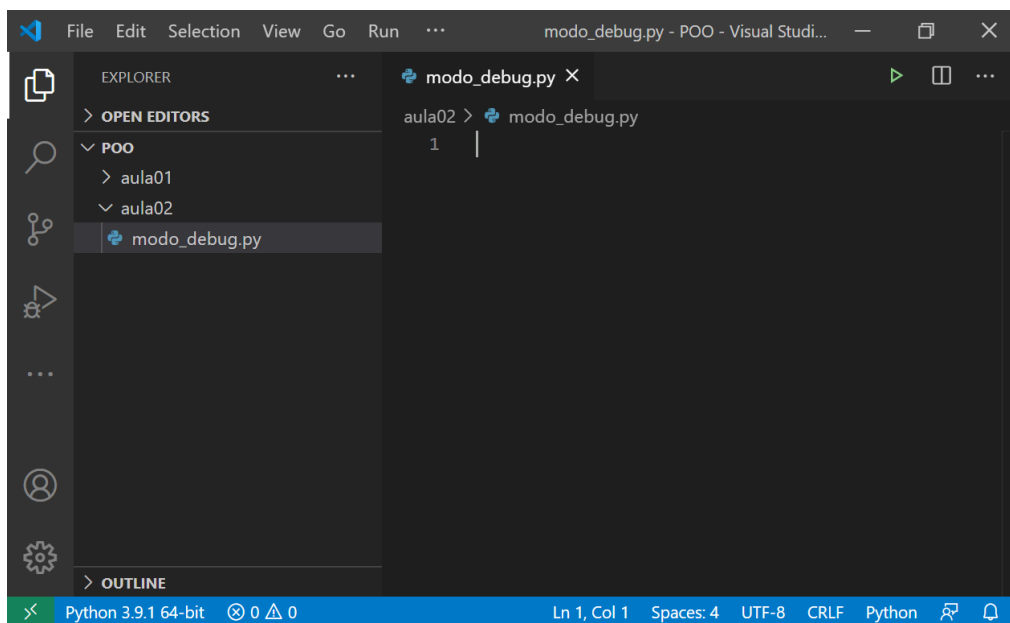 File Edit Selection View Go Run ··· modo_debug.py - POO - Visual Studi...
EXPLORER ···
OPEN EDITORS
POO
aula01
aula02
modo_debug.py
OUTLINE
modo_debug.py
aula02 > modo_debug.py
1
Python 3.9.1 64-bit 0 0 Ln 1, Col 1 Spaces: 4 UTF-8 CRLF Python